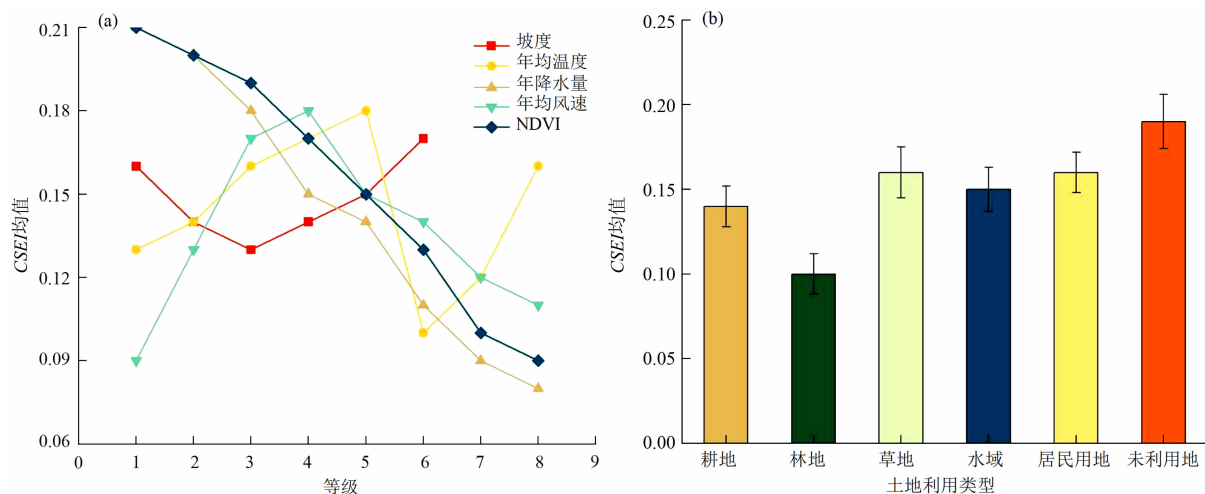 (a)
坡度
年均温度
年降水量
年均风速
NDVI
0.21
0.18
0.15
0.12
0.09
0.06
CSEI均值
0 1 2 3 4 5 6 7 8 9
等级
(b)
0.25
0.20
0.15
0.10
0.05
0.00
CSEI均值
耕地 林地 草地 水域 居民用地 未利用地
土地利用类型